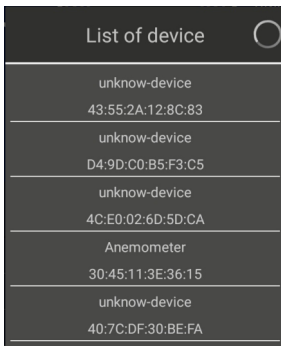 List of device
unknow-device
43:55:2A:12:8C:83
unknow-device
D4:9D:C0:B5:F3:C5
unknow-device
4C:E0:02:6D:5D:CA
Anemometer
30:45:11:3E:36:15
unknow-device
40:7C:DF:30:BE:FA